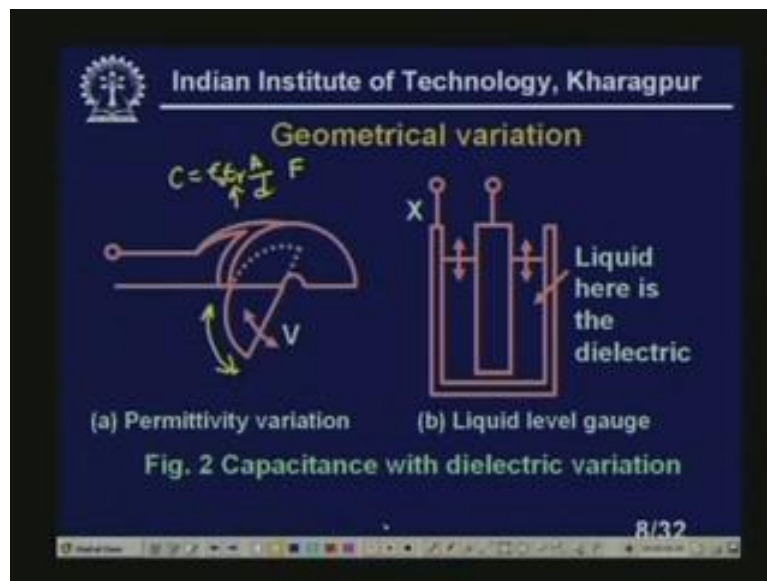 Indian Institute of Technology, Kharagpur
Geometrical variation
C = ε₀εᵣ A/d F
X
V
Liquid
here is
the
dielectric
(a) Permittivity variation
(b) Liquid level gauge
Fig. 2 Capacitance with dielectric variation
8/32